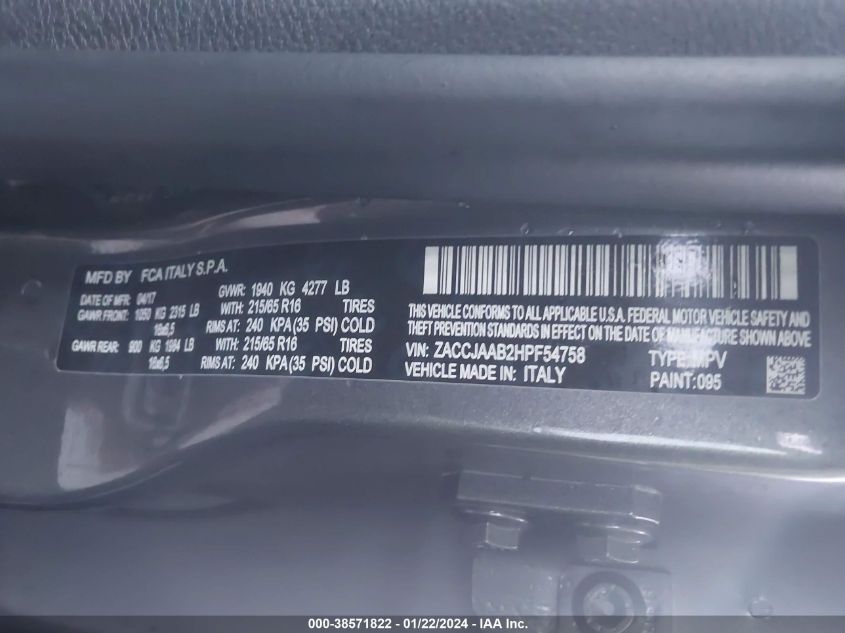 MFD BY FCA ITALY S.P.A.
DATE OF MFR: 04/17
GVWR: 1940 KG 4277 LB
GAWR FRONT: 1050 KG 2315 LB
WITH: 215/65 R16 TIRES
16x6,5
RIMS AT: 240 KPA (35 PSI) COLD
GAWR REAR: 900 KG 1984 LB
WITH: 215/65 R16 TIRES
16x6,5
RIMS AT: 240 KPA (35 PSI) COLD
THIS VEHICLE CONFORMS TO ALL APPLICABLE U.S.A. FEDERAL MOTOR VEHICLE SAFETY AND
THEFT PREVENTION STANDARDS IN EFFECT ON THE DATE OF MANUFACTURE SHOWN ABOVE
VIN: ZACCJAAB2HPF54758 TYPE: MPV
VEHICLE MADE IN: ITALY PAINT: 095
000-38571822 - 01/22/2024 - IAA Inc.